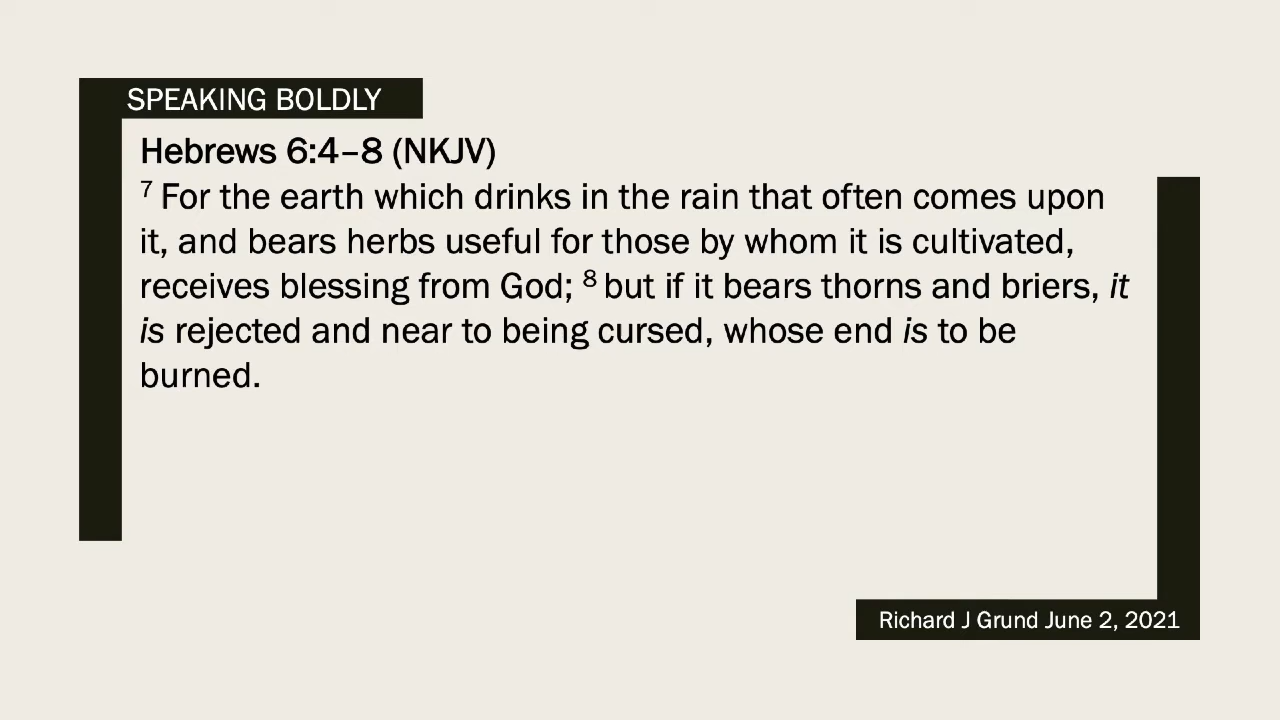 SPEAKING BOLDLY
Hebrews 6:4–8 (NKJV)
⁷ For the earth which drinks in the rain that often comes upon
it, and bears herbs useful for those by whom it is cultivated,
receives blessing from God; ⁸ but if it bears thorns and briers, it
is rejected and near to being cursed, whose end is to be
burned.
Richard J Grund June 2, 2021